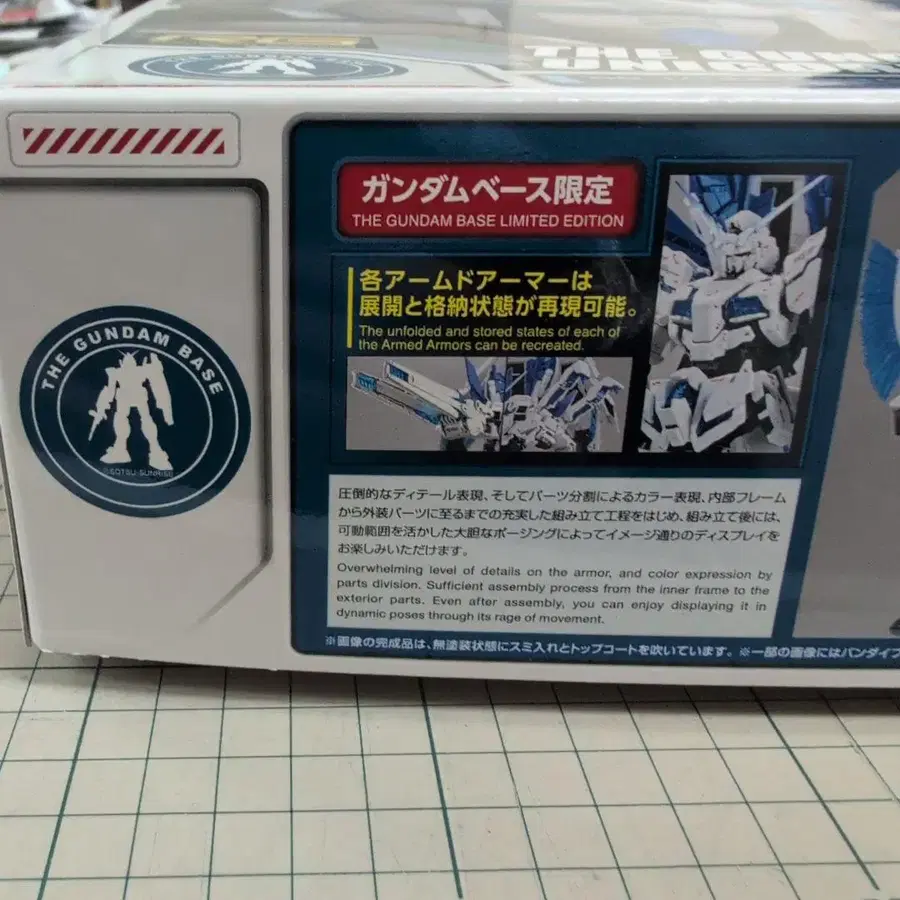 ガンダムベース限定
THE GUNDAM BASE LIMITED EDITION
各アームドアーマーは
展開と格納状態が再現可能。
The unfolded and stored states of each of
the Armed Armors can be recreated.
THE GUNDAM BASE
©SOTSU・SUNRISE
圧倒的なディテール表現、そしてパーツ分割によるカラー表現、内部フレーム
から外装パーツに至るまでの充実した組み立て工程をはじめ、組み立て後には、
可動範囲を活かした大胆なポージングによってイメージ通りのディスプレイを
お楽しみいただけます。
Overwhelming level of details on the armor, and color expression by
parts division. Sufficient assembly process from the inner frame to the
exterior parts. Even after assembly, you can enjoy displaying it in
dynamic poses through its rage of movement.
※画像の完成品は、無塗装状態にスミ入れとトップコートを吹いています。※一部の画像にはバンダイ